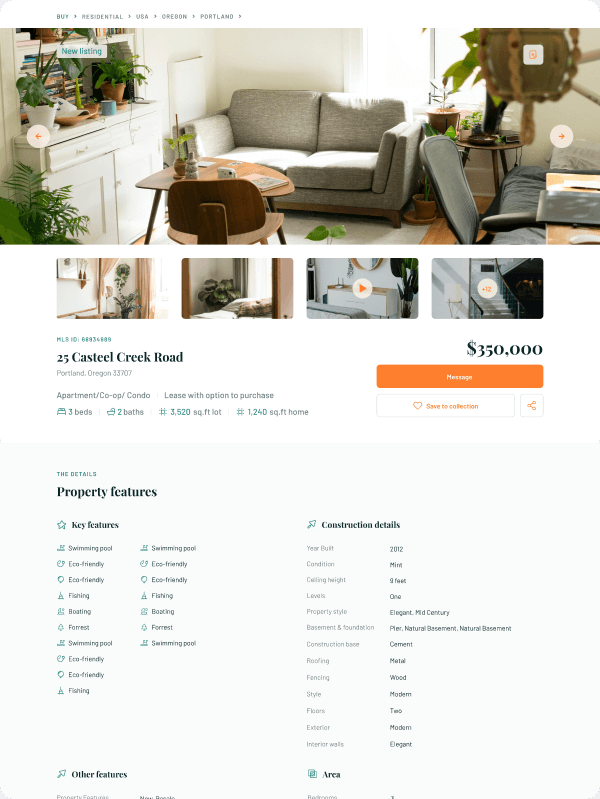 BUY > RESIDENTIAL > USA > OREGON > PORTLAND >
New listing
+12
MLS ID: 68934689
25 Casteel Creek Road
Portland, Oregon 33707
$350,000
Message
Apartment/Co-op/ Condo
Lease with option to purchase
3 beds
2 baths
3,520 sq.ft lot
1,240 sq.ft home
Save to collection
THE DETAILS
Property features
Key features
Swimming pool Swimming pool
Eco-friendly Eco-friendly
Eco-friendly Eco-friendly
Fishing Fishing
Boating Boating
Forrest Forrest
Swimming pool Swimming pool
Eco-friendly
Eco-friendly
Fishing
Construction details
Year Built 2012
Condition Mint
Ceiling height 9 feet
Levels One
Property style Elegant, Mid Century
Basement & foundation Pier, Natural Basement, Natural Basement
Construction base Cement
Roofing Metal
Fencing Wood
Style Modern
Floors Two
Exterior Modern
Interior walls Elegant
Other features
Property Features New, Resale
Area
Bedrooms 3